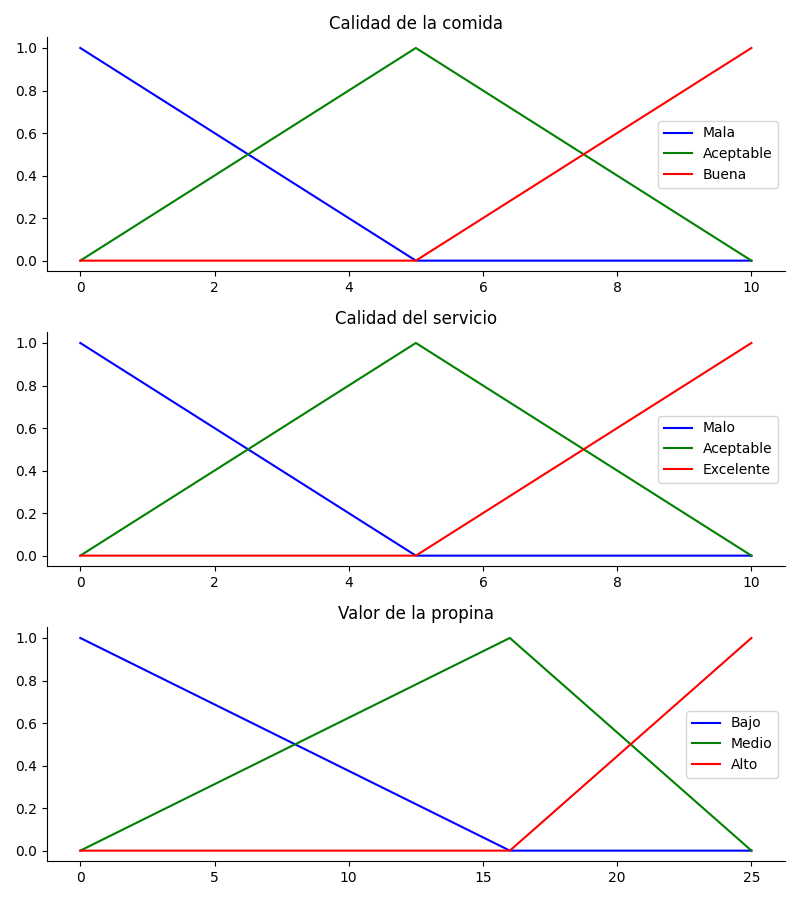 Calidad de la comida
1.0
0.8
0.6
0.4
0.2
0.0
Mala
Aceptable
Buena
0 2 4 6 8 10
Calidad del servicio
1.0
0.8
0.6
0.4
0.2
0.0
Malo
Aceptable
Excelente
0 2 4 6 8 10
Valor de la propina
1.0
0.8
0.6
0.4
0.2
0.0
Bajo
Medio
Alto
0 5 10 15 20 25